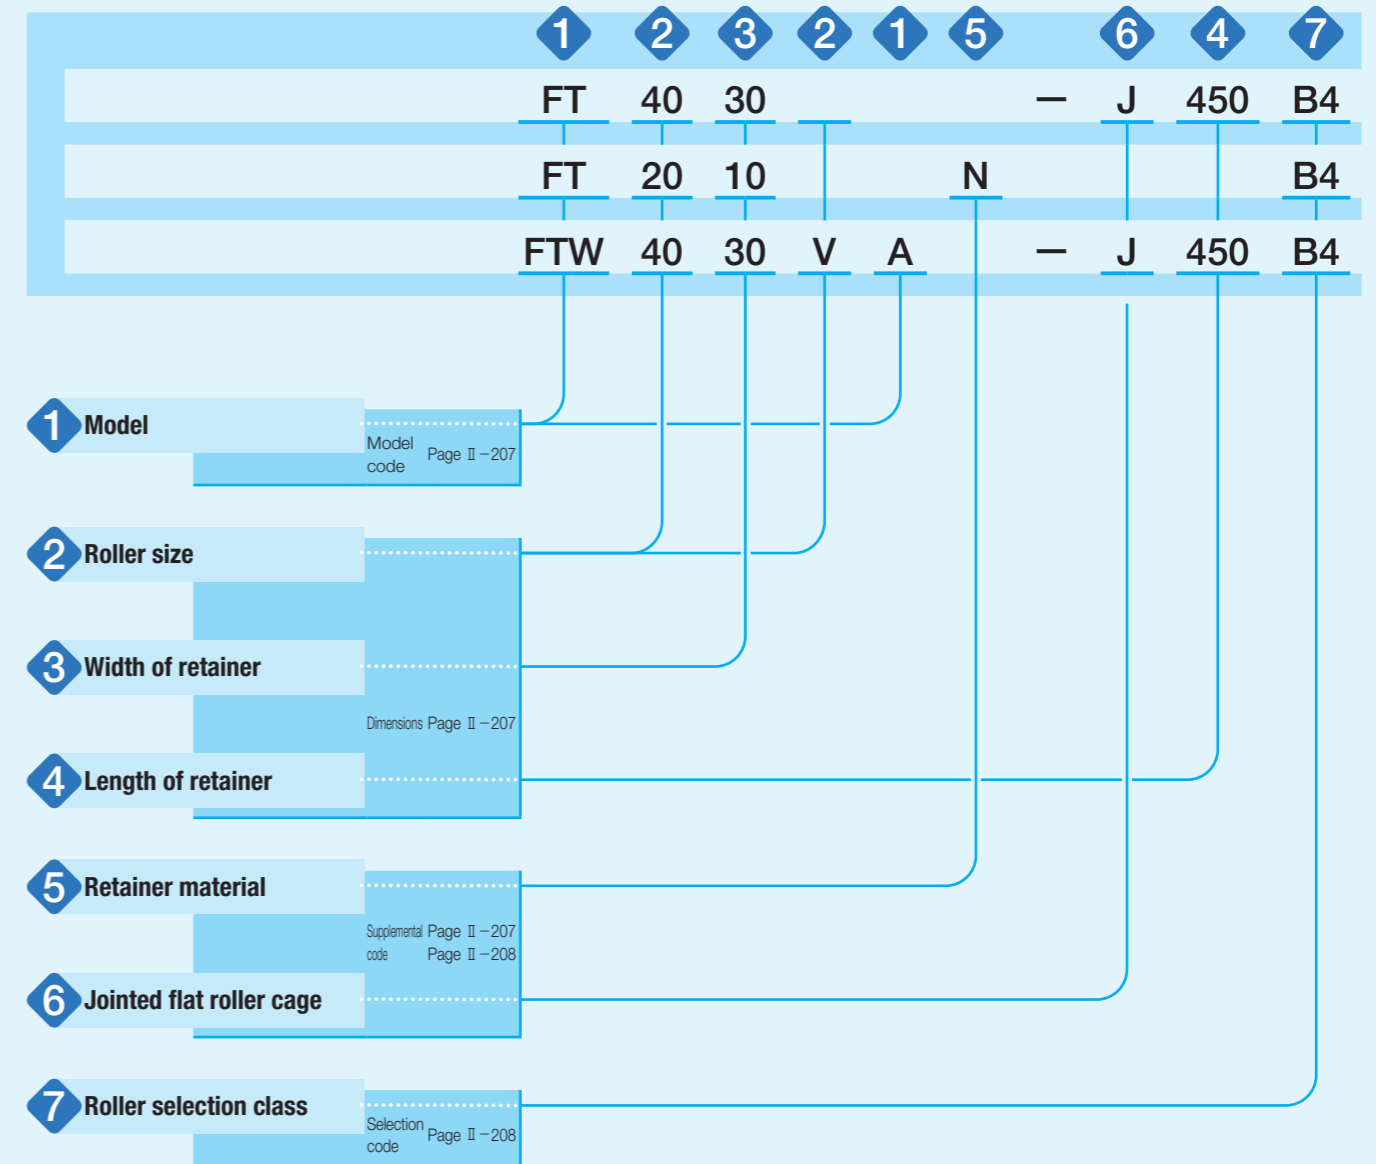 1 2 3 2 1 5 6 4 7
FT 40 30 － J 450 B4
FT 20 10 N B4
FTW 40 30 V A － J 450 B4
1 Model
Model code Page Ⅱ－207
2 Roller size
3 Width of retainer
Dimensions Page Ⅱ－207
4 Length of retainer
5 Retainer material
Supplemental Page Ⅱ－207
code Page Ⅱ－208
6 Jointed flat roller cage
7 Roller selection class
Selection code Page Ⅱ－208